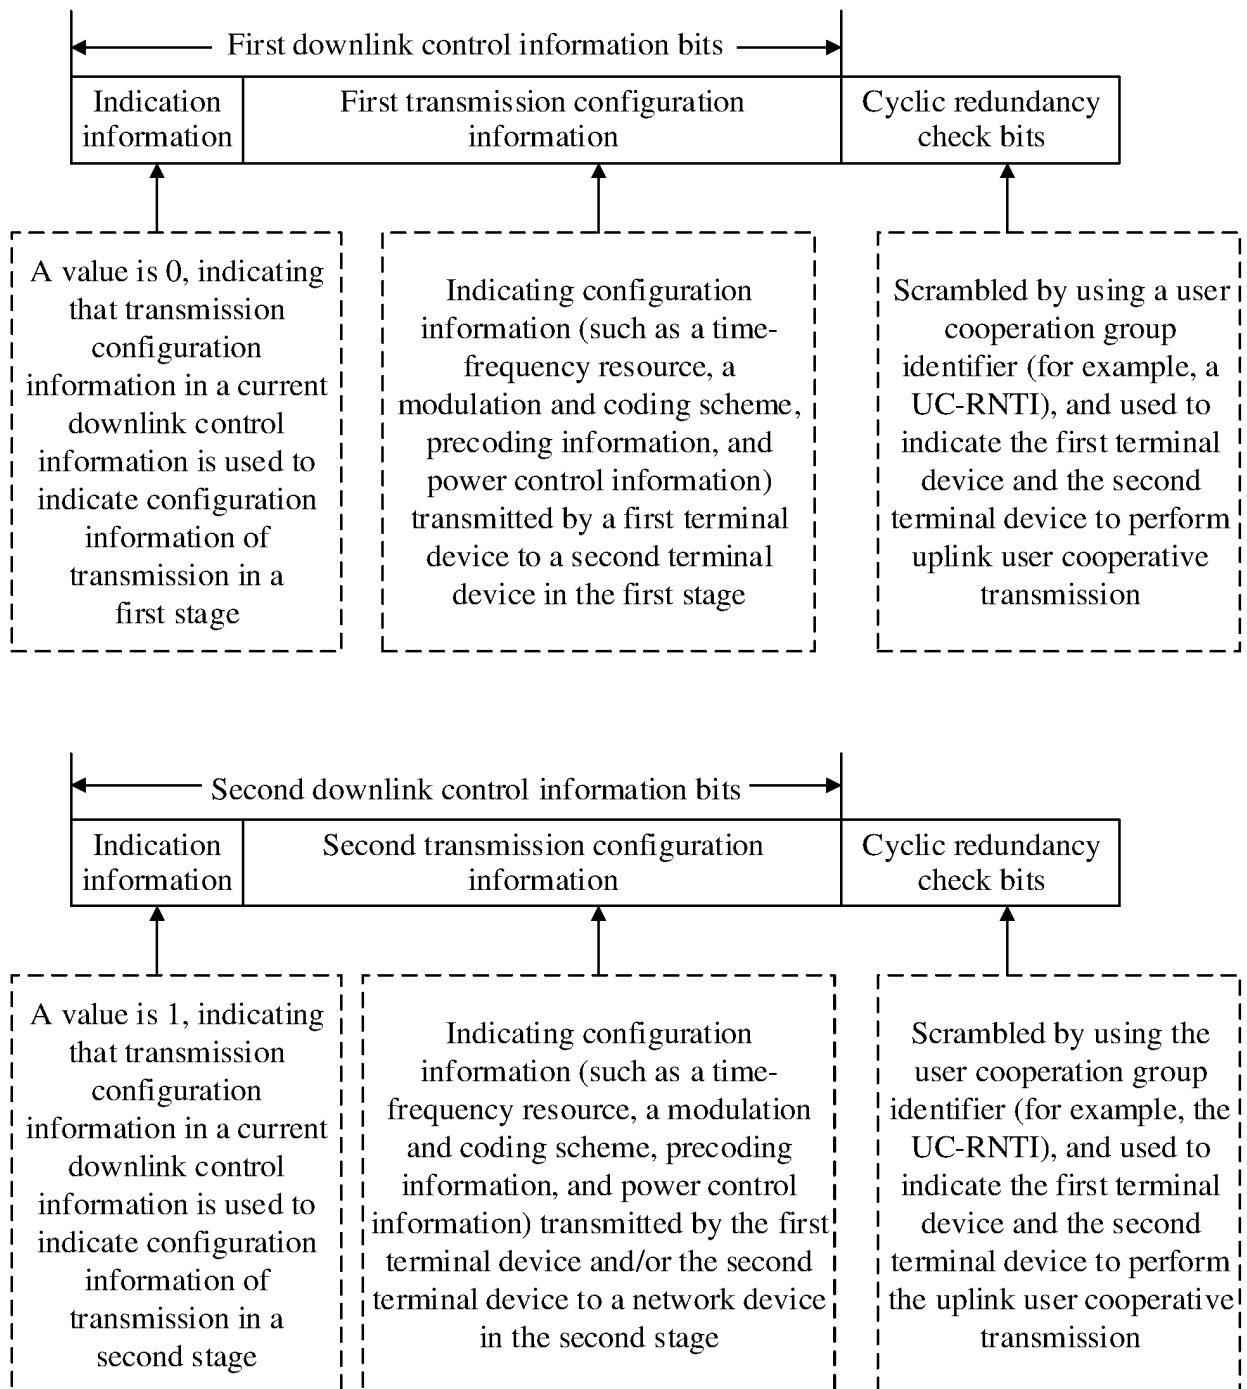 First downlink control information bits
Indication
information
First transmission configuration
information
Cyclic redundancy
check bits
A value is 0, indicating
that transmission
configuration
information in a current
downlink control
information is used to
indicate configuration
information of
transmission in a
first stage
Indicating configuration
information (such as a time-
frequency resource, a
modulation and coding scheme,
precoding information, and
power control information)
transmitted by a first terminal
device to a second terminal
device in the first stage
Scrambled by using a user
cooperation group
identifier (for example, a
UC-RNTI), and used to
indicate the first terminal
device and the second
terminal device to perform
uplink user cooperative
transmission
Second downlink control information bits
Indication
information
Second transmission configuration
information
Cyclic redundancy
check bits
A value is 1, indicating
that transmission
configuration
information in a current
downlink control
information is used to
indicate configuration
information of
transmission in a
second stage
Indicating configuration
information (such as a time-
frequency resource, a modulation
and coding scheme, precoding
information, and power control
information) transmitted by the first
terminal device and/or the second
terminal device to a network device
in the second stage
Scrambled by using the
user cooperation group
identifier (for example, the
UC-RNTI), and used to
indicate the first terminal
device and the second
terminal device to perform
the uplink user cooperative
transmission